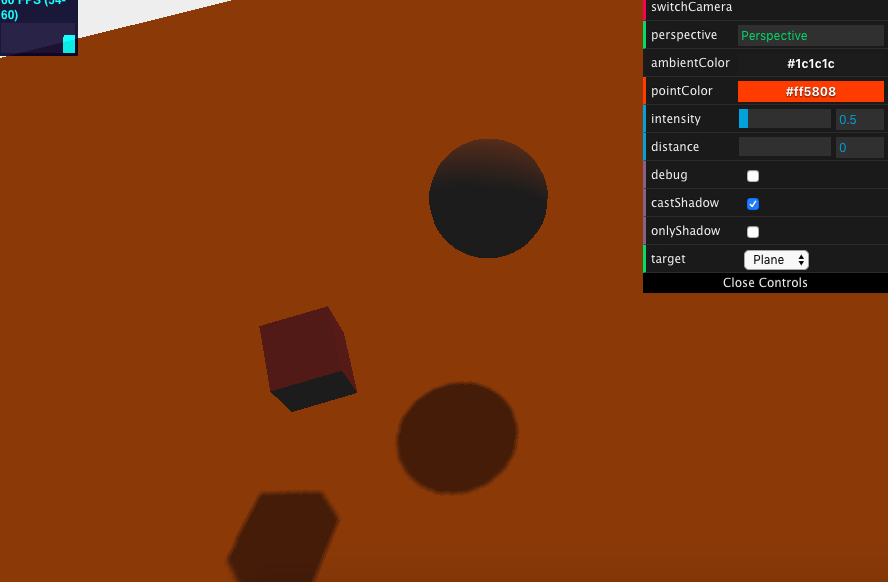 60 FPS (54-
60)
switchCamera
perspective Perspective
ambientColor #1c1c1c
pointColor #ff5808
intensity 0.5
distance 0
debug
castShadow
onlyShadow
target Plane
Close Controls